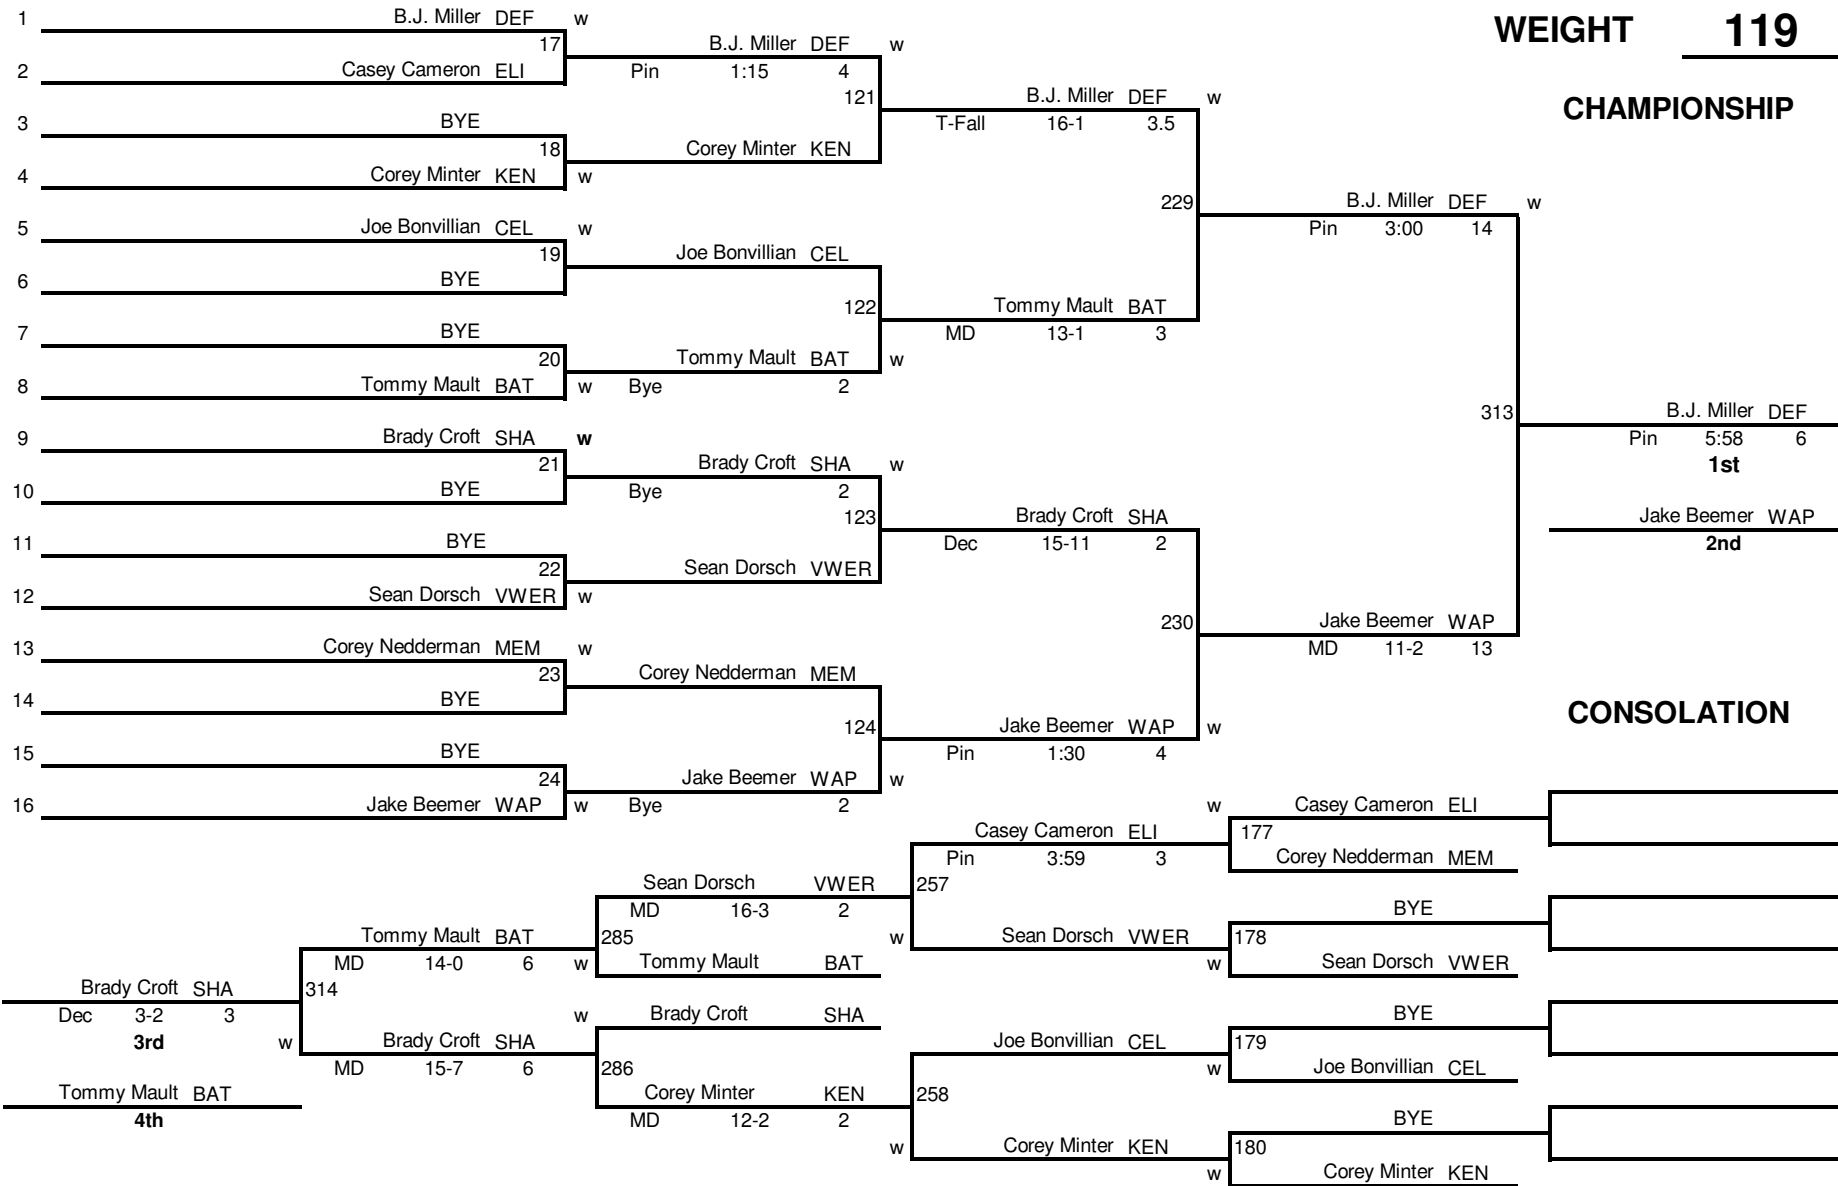 1 B.J. Miller DEF w
WEIGHT 119
17 B.J. Miller DEF w
2 Casey Cameron ELI Pin 1:15 4
121 B.J. Miller DEF w
CHAMPIONSHIP
3 BYE T-Fall 16-1 3.5
18 Corey Minter KEN
4 Corey Minter KEN w
229 B.J. Miller DEF w
5 Joe Bonvillian CEL w Pin 3:00 14
19 Joe Bonvillian CEL
6 BYE
122 Tommy Mault BAT
7 BYE MD 13-1 3
20 Tommy Mault BAT w
8 Tommy Mault BAT w Bye 2
313 B.J. Miller DEF
9 Brady Croft SHA w Pin 5:58 6
21 Brady Croft SHA w 1st
10 BYE Bye 2
123 Brady Croft SHA Jake Beemer WAP
11 BYE Dec 15-11 2 2nd
22 Sean Dorsch VWER
12 Sean Dorsch VWER w
230 Jake Beemer WAP
13 Corey Nedderman MEM w MD 11-2 13
23 Corey Nedderman MEM
14 BYE
CONSOLATION
124 Jake Beemer WAP w
15 BYE Pin 1:30 4
24 Jake Beemer WAP w
16 Jake Beemer WAP w Bye 2 w Casey Cameron ELI
Casey Cameron ELI 177
Pin 3:59 3 Corey Nedderman MEM
Sean Dorsch VWER 257
MD 16-3 2 BYE
Tommy Mault BAT 285 w Sean Dorsch VWER 178
MD 14-0 6 w Tommy Mault BAT w Sean Dorsch VWER
Brady Croft SHA 314
Dec 3-2 3 w Brady Croft SHA BYE
3rd w Brady Croft SHA Joe Bonvillian CEL 179
MD 15-7 6 286 w Joe Bonvillian CEL
Tommy Mault BAT Corey Minter KEN 258
4th MD 12-2 2 BYE
w Corey Minter KEN 180
w Corey Minter KEN